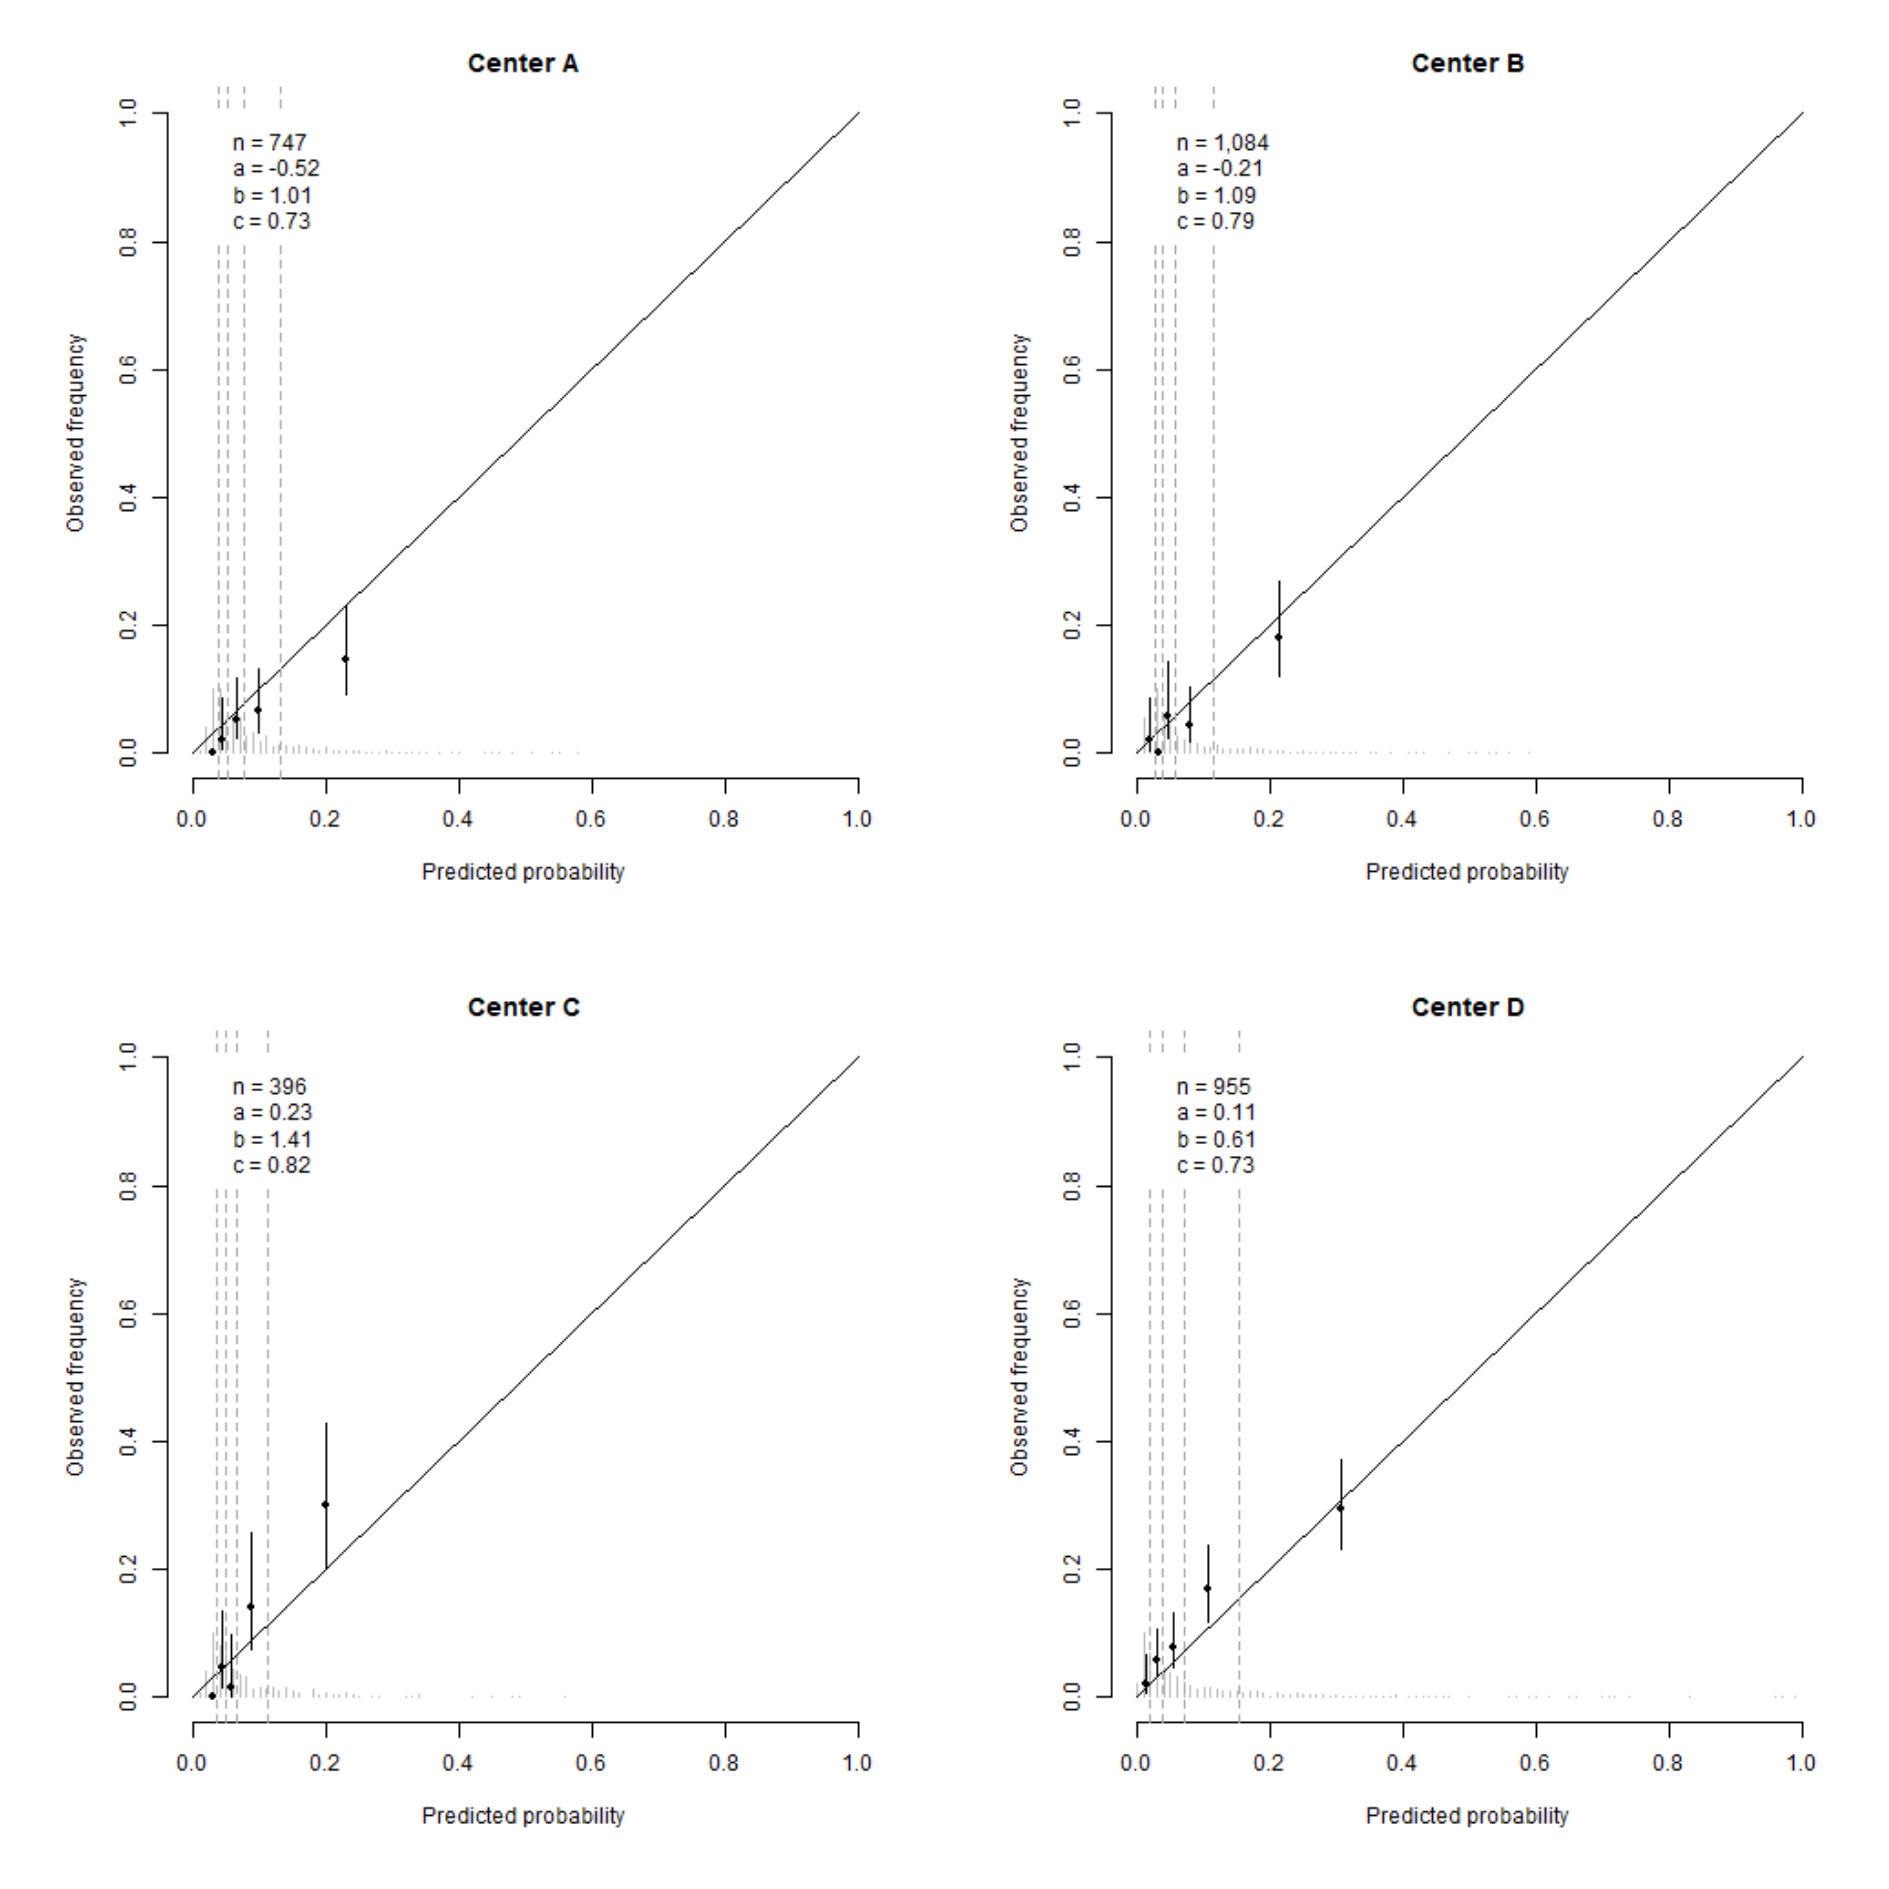 Center A
n = 747
a = -0.52
b = 1.01
c = 0.73
Observed frequency
0.0 0.2 0.4 0.6 0.8 1.0
0.0 0.2 0.4 0.6 0.8 1.0
Predicted probability
Center B
n = 1,084
a = -0.21
b = 1.09
c = 0.79
Observed frequency
0.0 0.2 0.4 0.6 0.8 1.0
0.0 0.2 0.4 0.6 0.8 1.0
Predicted probability
Center C
n = 396
a = 0.23
b = 1.41
c = 0.82
Observed frequency
0.0 0.2 0.4 0.6 0.8 1.0
0.0 0.2 0.4 0.6 0.8 1.0
Predicted probability
Center D
n = 955
a = 0.11
b = 0.61
c = 0.73
Observed frequency
0.0 0.2 0.4 0.6 0.8 1.0
0.0 0.2 0.4 0.6 0.8 1.0
Predicted probability